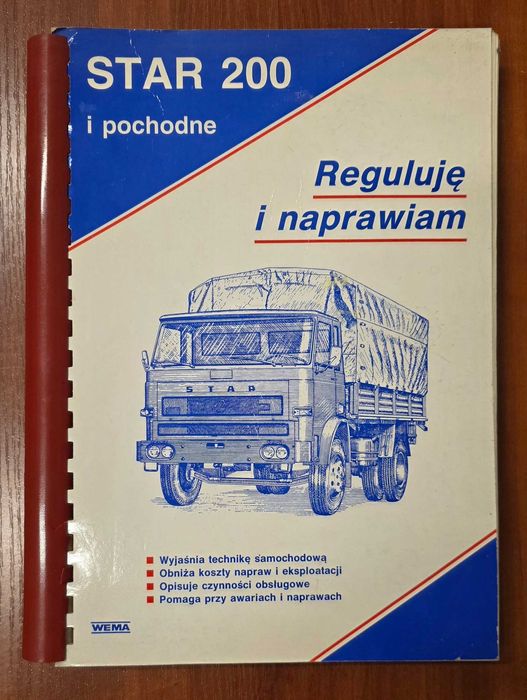 STAR 200
i pochodne
Reguluję
i naprawiam
STAR
Wyjaśnia technikę samochodową
Obniża koszty napraw i eksploatacji
Opisuje czynności obsługowe
Pomaga przy awariach i naprawach
WEMA